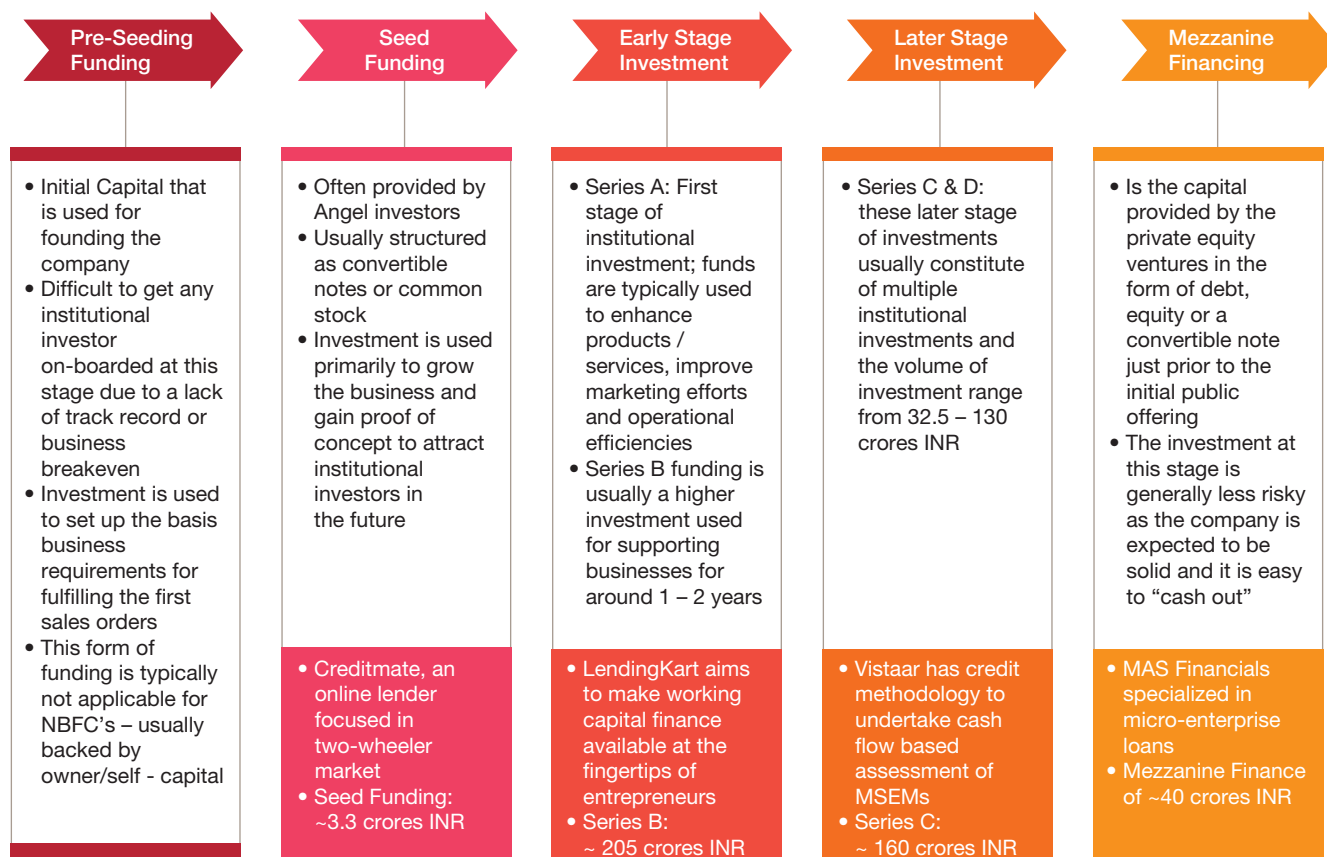 Pre-Seeding
Funding
Seed
Funding
Early Stage
Investment
Later Stage
Investment
Mezzanine
Financing
• Initial Capital that
is used for
founding the
company
• Difficult to get any
institutional
investor
on-boarded at this
stage due to a lack
of track record or
business
breakeven
• Investment is used
to set up the basis
business
requirements for
fulfilling the first
sales orders
• This form of
funding is typically
not applicable for
NBFC's – usually
backed by
owner/self - capital
• Often provided by
Angel investors
• Usually structured
as convertible
notes or common
stock
• Investment is used
primarily to grow
the business and
gain proof of
concept to attract
institutional
investors in
the future
• Creditmate, an
online lender
focused in
two-wheeler
market
• Seed Funding:
~3.3 crores INR
• Series A: First
stage of
institutional
investment; funds
are typically used
to enhance
products /
services, improve
marketing efforts
and operational
efficiencies
• Series B funding is
usually a higher
investment used
for supporting
businesses for
around 1 – 2 years
• LendingKart aims
to make working
capital finance
available at the
fingertips of
entrepreneurs
• Series B:
~ 205 crores INR
• Series C & D:
these later stage
of investments
usually constitute
of multiple
institutional
investments and
the volume of
investment range
from 32.5 – 130
crores INR
• Vistaar has credit
methodology to
undertake cash
flow based
assessment of
MSEMs
• Series C:
~ 160 crores INR
• Is the capital
provided by the
private equity
ventures in the
form of debt,
equity or a
convertible note
just prior to the
initial public
offering
• The investment at
this stage is
generally less risky
as the company is
expected to be
solid and it is easy
to “cash out”
• MAS Financials
specialized in
micro-enterprise
loans
• Mezzanine Finance
of ~40 crores INR